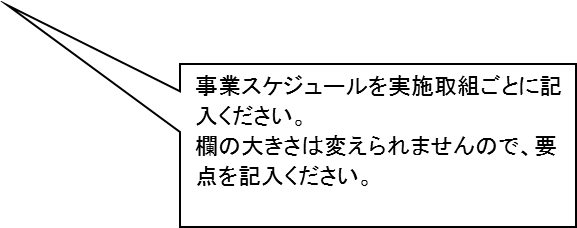 事業スケジュールを実施取組ごとに記
入ください。
欄の大きさは変えられませんので、要
点を記入ください。